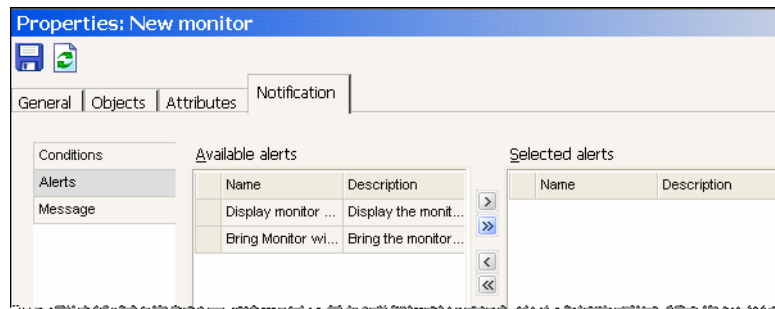 Properties: New monitor
General Objects Attributes Notification
Conditions
Alerts
Message
Available alerts
Name Description
Display monitor ... Display the monit...
Bring Monitor wi... Bring the monitor...
> 
>>
<
<<
Selected alerts
Name Description